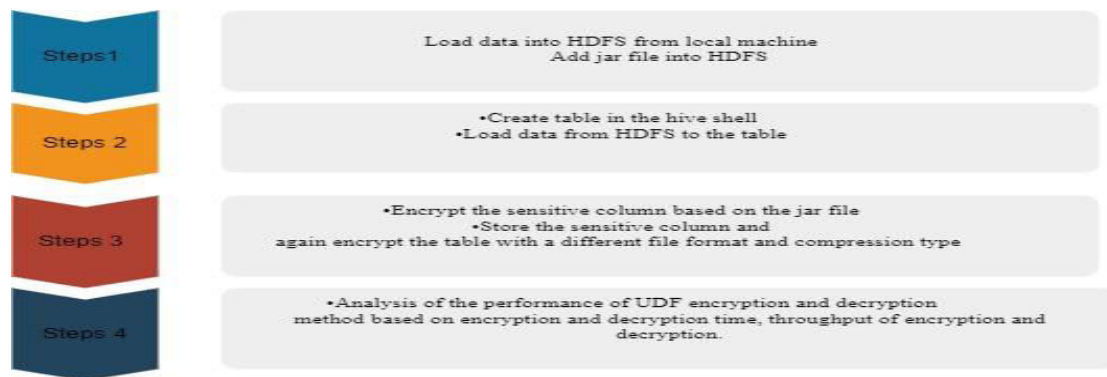 Steps1
Load data into HDFS from local machine
Add jar file into HDFS
Steps 2
•Create table in the hive shell
•Load data from HDFS to the table
Steps 3
•Encrypt the sensitive column based on the jar file
•Store the sensitive column and
again encrypt the table with a different file format and compression type
Steps 4
•Analysis of the performance of UDF encryption and decryption
method based on encryption and decryption time, throughput of encryption and
decryption.